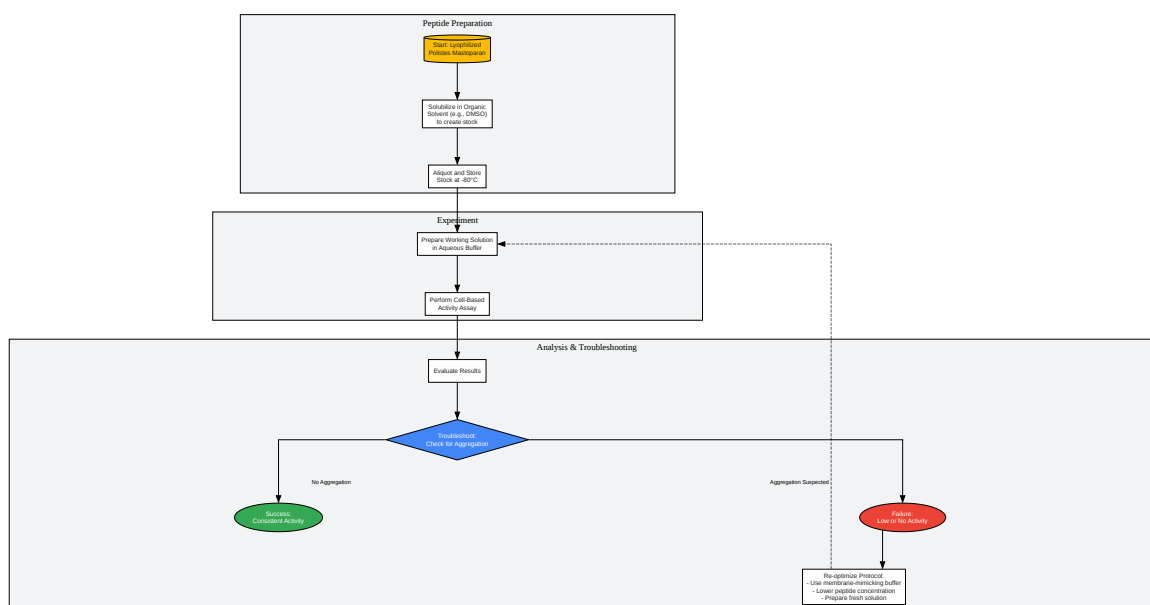 Peptide Preparation
Start: Lyophilized
Polistes Mastoparan
Solubilize in Organic
Solvent (e.g., DMSO)
to create stock
Aliquot and Store
Stock at -80°C
Experiment
Prepare Working Solution
in Aqueous Buffer
Perform Cell-Based
Activity Assay
Analysis & Troubleshooting
Evaluate Results
Troubleshoot:
Check for Aggregation
No Aggregation
Aggregation Suspected
Success:
Consistent Activity
Failure:
Low or No Activity
Re-optimize Protocol:
- Use membrane-mimicking buffer
- Lower peptide concentration
- Prepare fresh solution